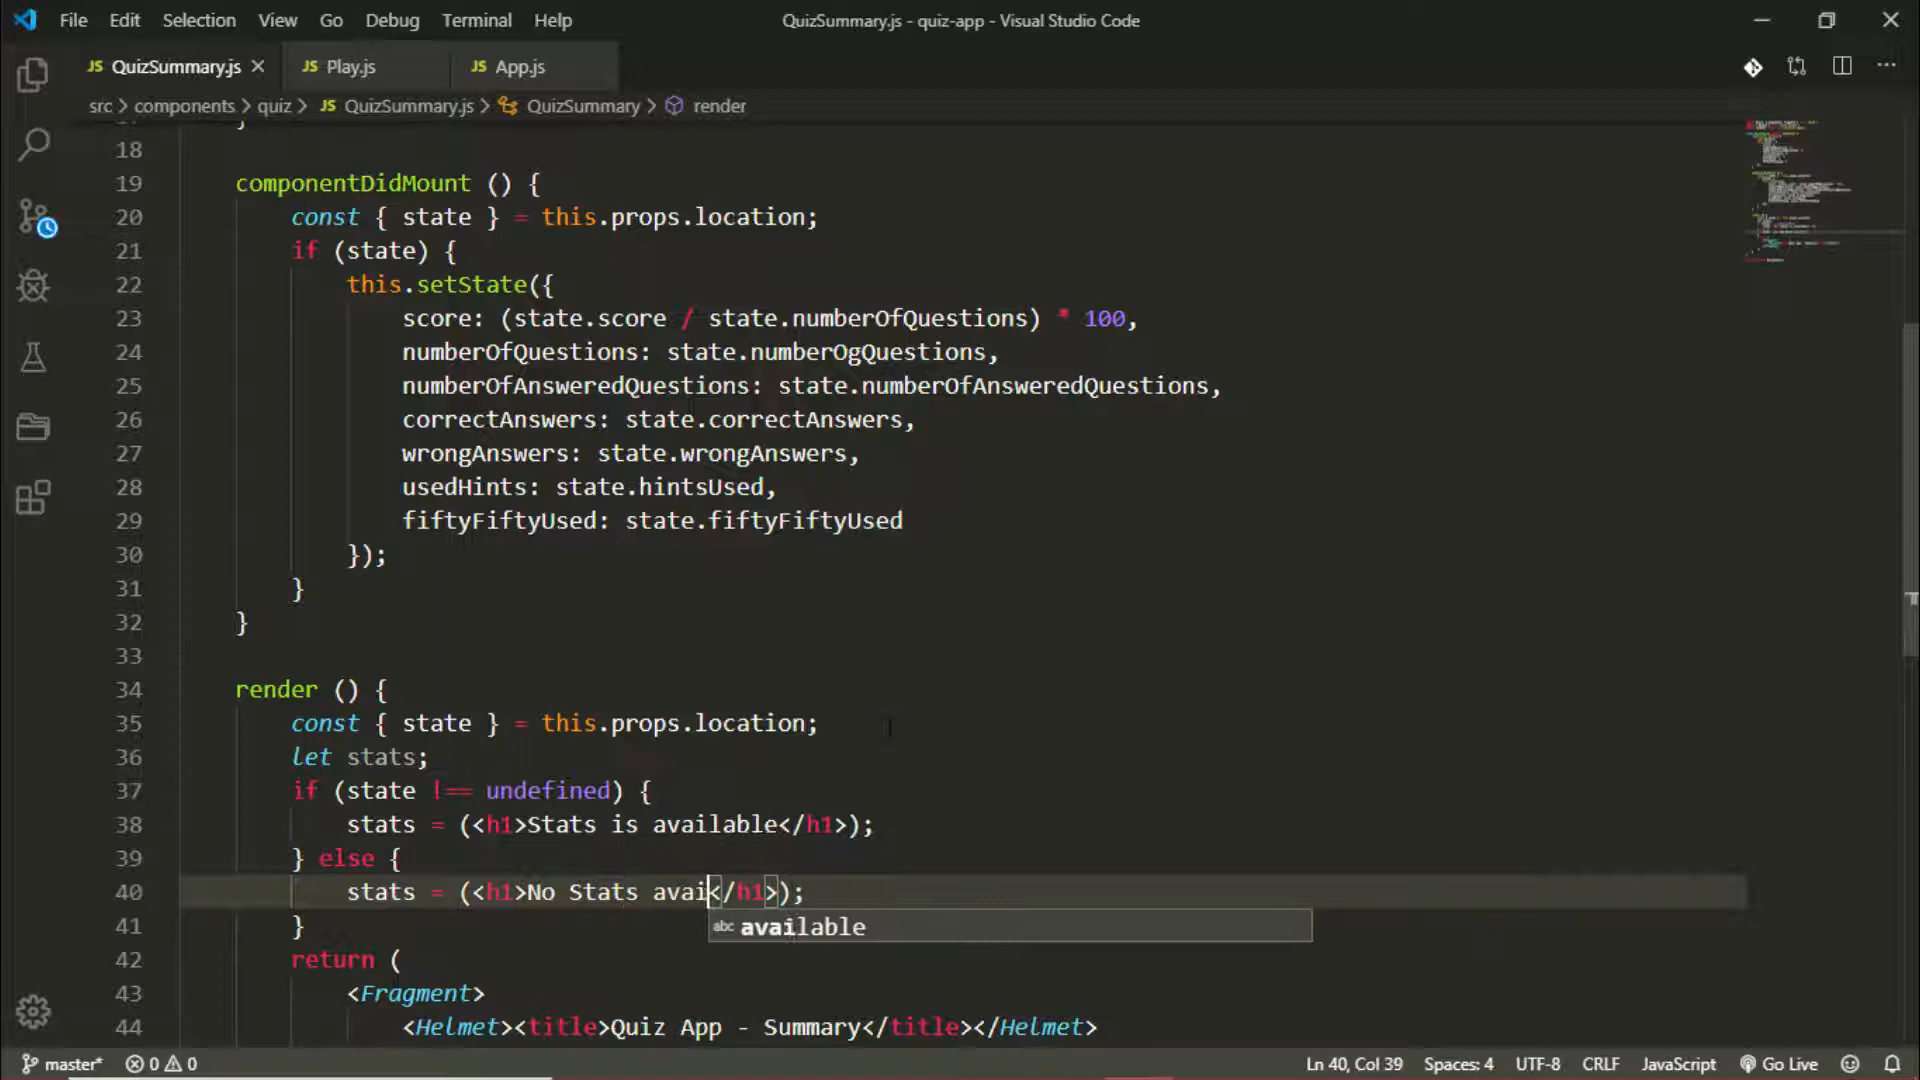 File Edit Selection View Go Debug Terminal Help QuizSummary.js - quiz-app - Visual Studio Code
JS QuizSummary.js JS Play.js JS App.js
src > components > quiz > JS QuizSummary.js > QuizSummary > render
18
19 componentDidMount () {
20 const { state } = this.props.location;
21 if (state) {
22 this.setState({
23 score: (state.score / state.numberOfQuestions) * 100,
24 numberOfQuestions: state.numberOgQuestions,
25 numberOfAnsweredQuestions: state.numberOfAnsweredQuestions,
26 correctAnswers: state.correctAnswers,
27 wrongAnswers: state.wrongAnswers,
28 usedHints: state.hintsUsed,
29 fiftyFiftyUsed: state.fiftyFiftyUsed
30 });
31 }
32 }
33
34 render () {
35 const { state } = this.props.location;
36 let stats;
37 if (state !== undefined) {
38 stats = (<h1>Stats is available</h1>);
39 } else {
40 stats = (<h1>No Stats avai</h1>);
abc available
41 }
42 return (
43 <Fragment>
44 <Helmet><title>Quiz App - Summary</title></Helmet>
master* 0 0 Ln 40, Col 39 Spaces: 4 UTF-8 CRLF JavaScript Go Live